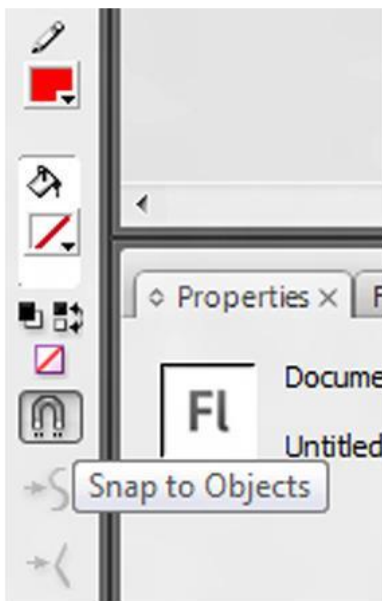 Properties ×
Fl
Docume
Untitled
Snap to Objects